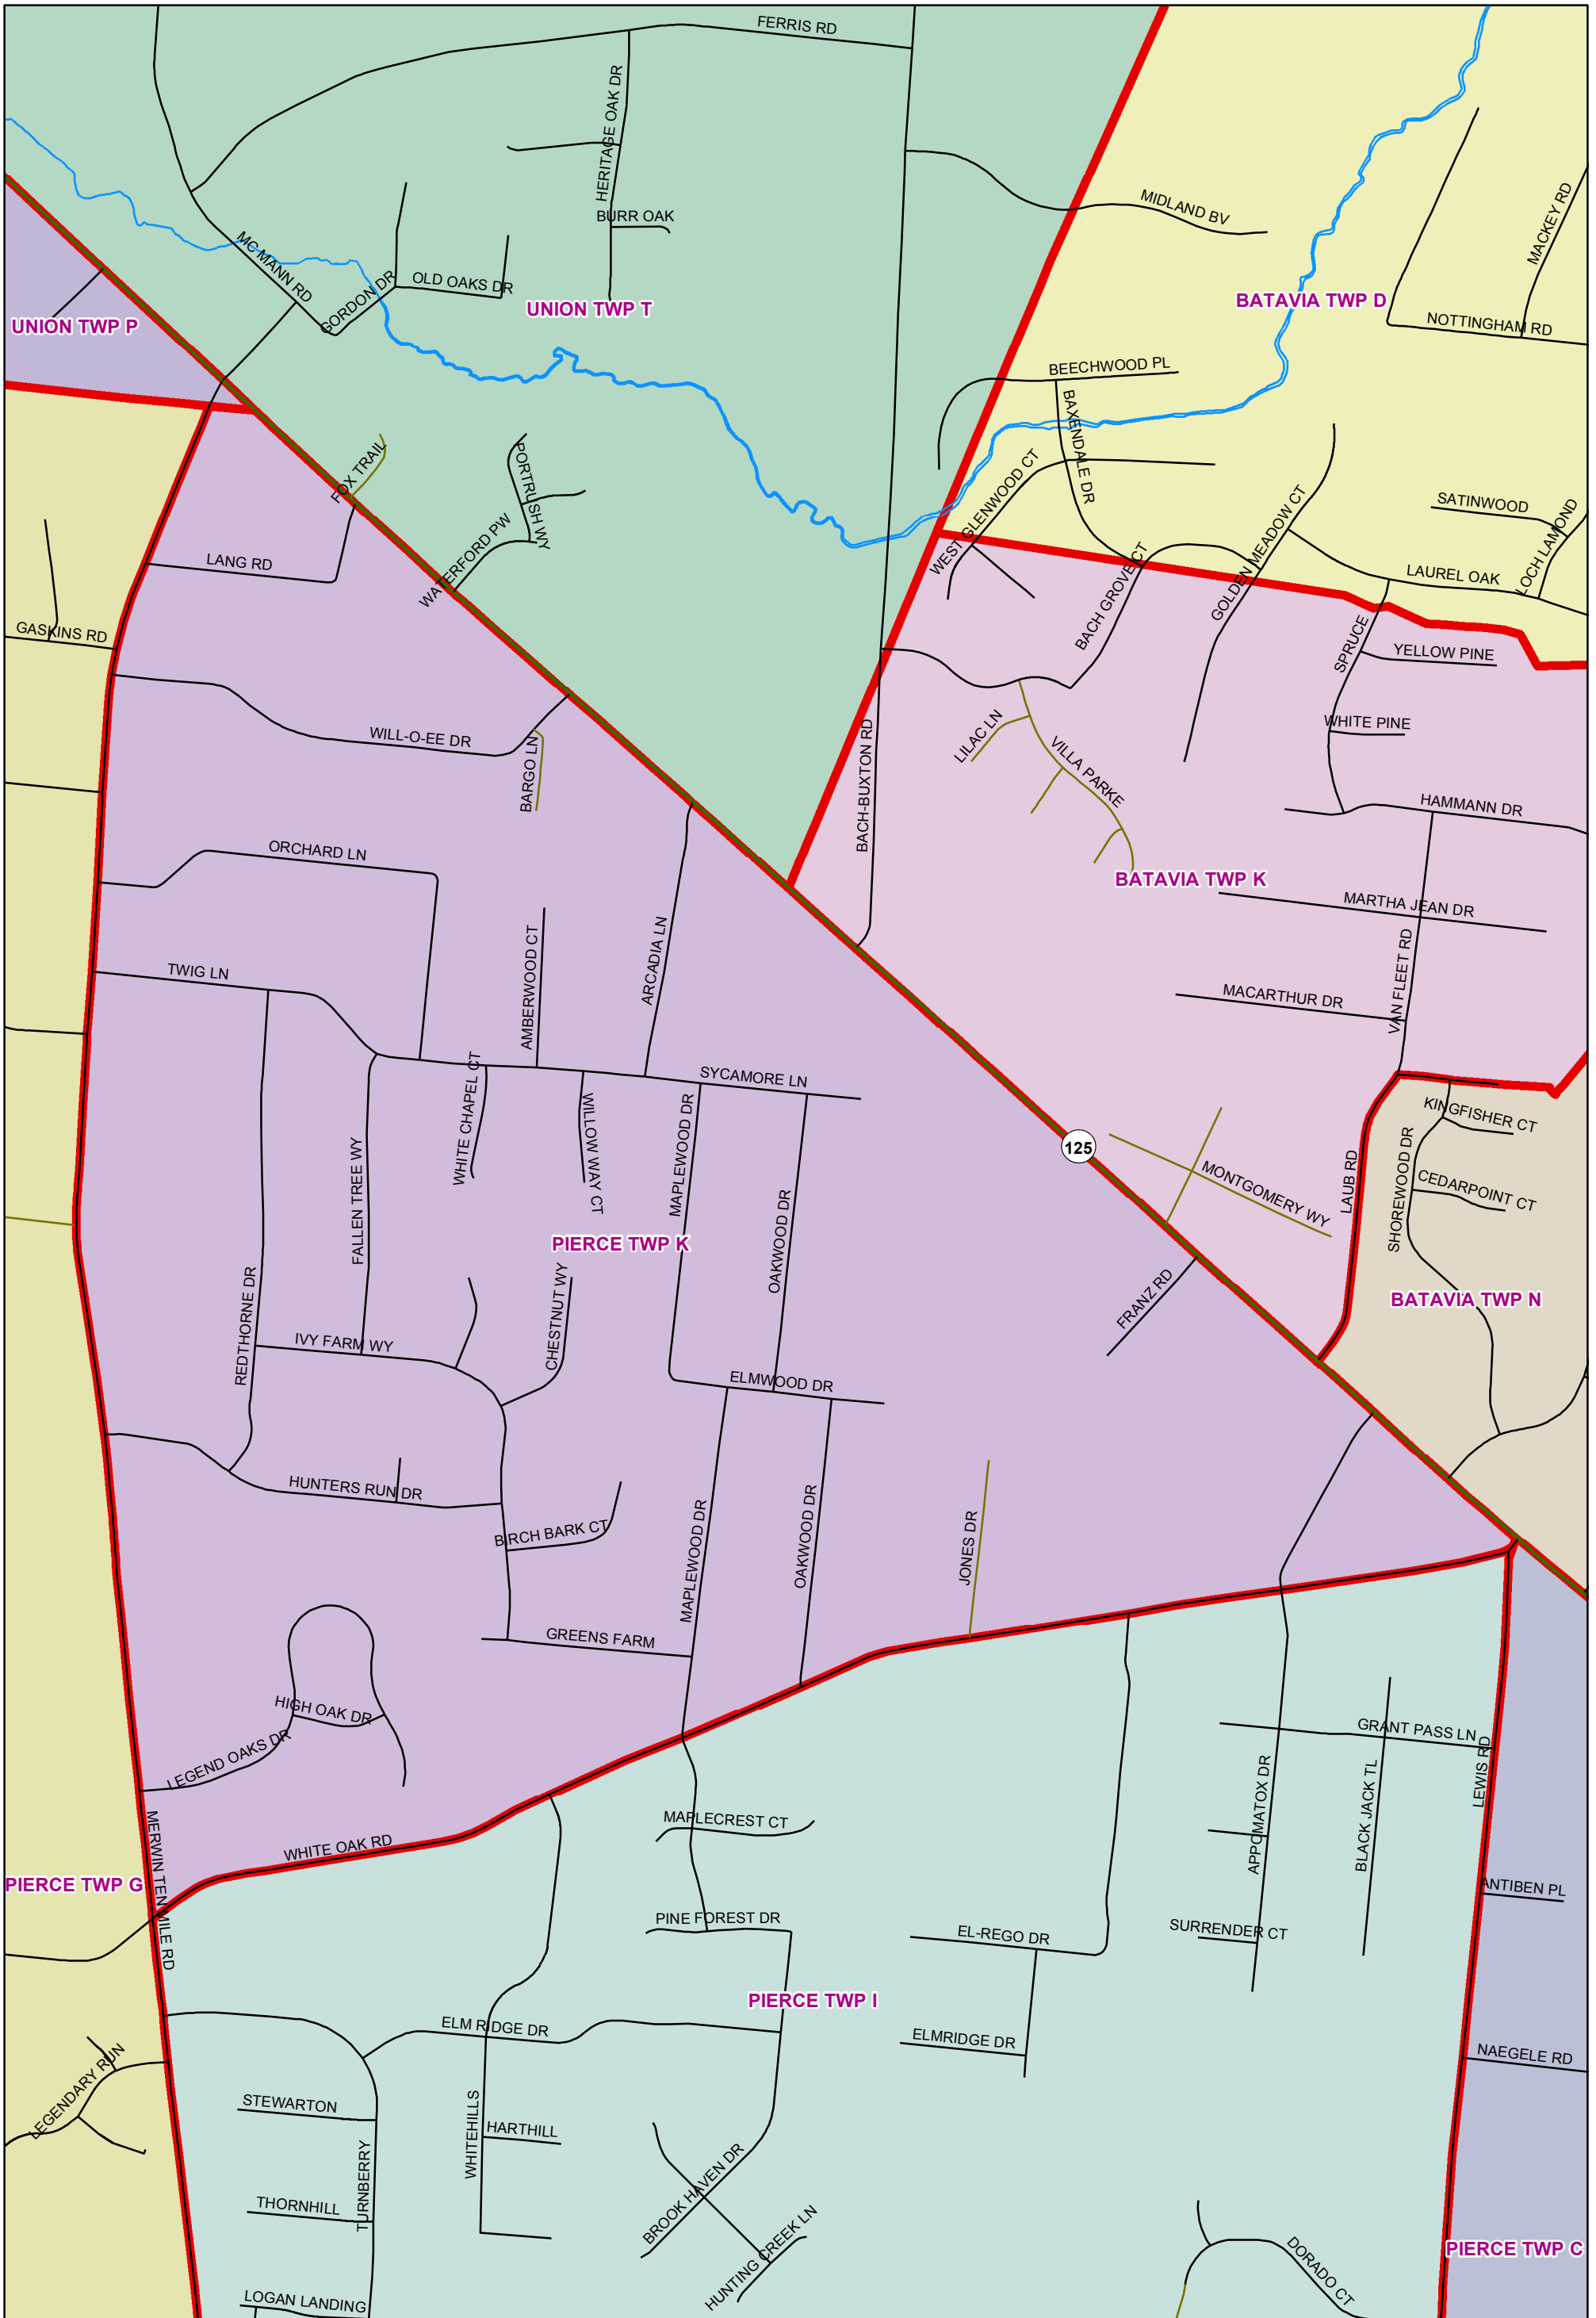 FERRIS RD
HERITAGE OAK DR
BURR OAK
MIDLAND BV
MACKEY RD
MC MANN RD
GORDON DR
OLD OAKS DR
UNION TWP T
BATAVIA TWP D
UNION TWP P
NOTTINGHAM RD
BEECHWOOD PL
BAXENDALE DR
FOX TRAIL
PORTRUSH WY
WATERFORD PW
WEST GLENWOOD CT
GOLDEN MEADOW CT
SATINWOOD
LOCH LAMOND
LANG RD
BACH GROVE CT
LAUREL OAK
GASKINS RD
SPRUCE
YELLOW PINE
WILL-O-EE DR
BARGO LN
BACH-BUXTON RD
LILAC LN
VILLA PARKE
WHITE PINE
HAMMANN DR
ORCHARD LN
BATAVIA TWP K
MARTHA JEAN DR
AMBERWOOD CT
ARCADIA LN
VAN FLEET RD
TWIG LN
MACARTHUR DR
SYCAMORE LN
WHITE CHAPEL CT
WILLOW WAY CT
MAPLEWOOD DR
KINGFISHER CT
125
FALLEN TREE WY
OAKWOOD DR
MONTGOMERY WY
LAUB RD
SHOREWOOD DR
CEDARPOINT CT
PIERCE TWP K
REDTHORNE DR
CHESTNUT WY
FRANZ RD
BATAVIA TWP N
IVY FARM WY
ELMWOOD DR
HUNTERS RUN DR
BIRCH BARK CT
MAPLEWOOD DR
OAKWOOD DR
JONES DR
GREENS FARM
HIGH OAK DR
LEGEND OAKS DR
GRANT PASS LN
LEWIS RD
MERWIN TEN MILE RD
WHITE OAK RD
MAPLECREST CT
APPOMATOX DR
BLACK JACK TL
PIERCE TWP G
ANTIBEN PL
PINE FOREST DR
EL-REGO DR
SURRENDER CT
PIERCE TWP I
ELM RIDGE DR
ELMRIDGE DR
NAEGELE RD
LEGENDARY RUN
STEWARTON
WHITEHILLS
HARTHILL
TURNBERRY
BROOK HAVEN DR
THORNHILL
HUNTING CREEK LN
DORADO CT
PIERCE TWP C
LOGAN LANDING